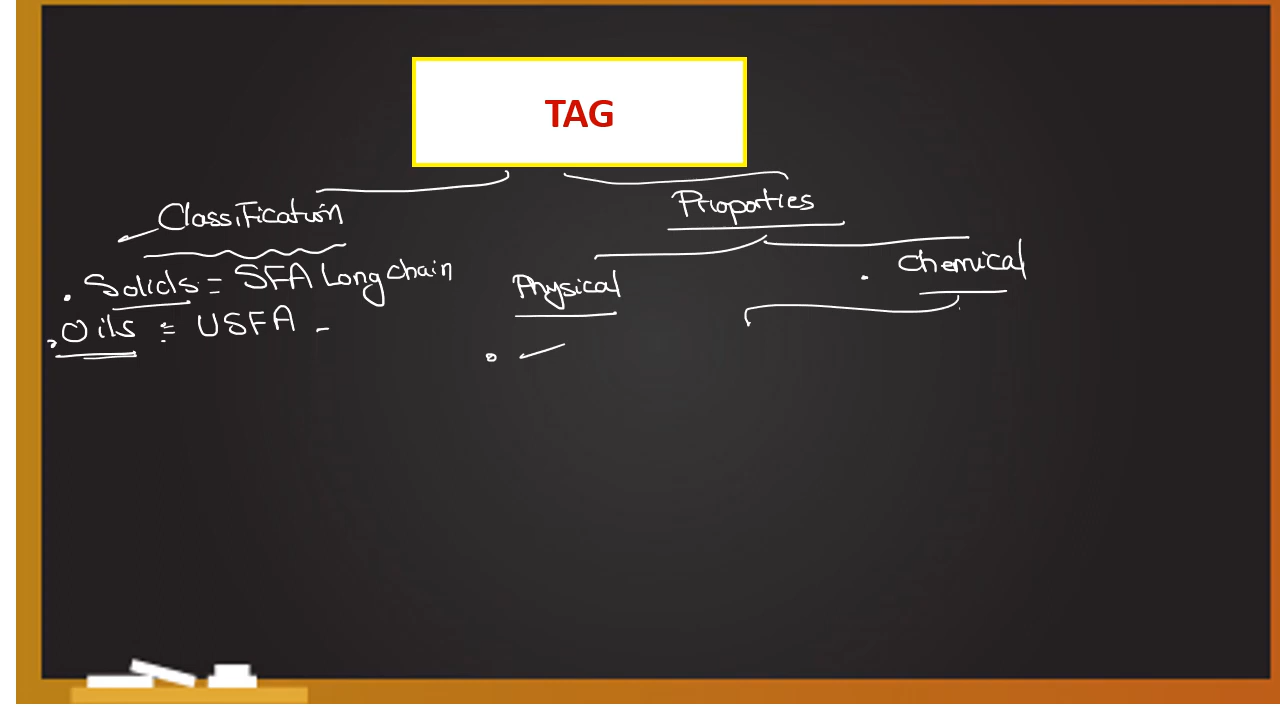 TAG
Classification
Properties
Solids = SFA Long chain
Oils = USFA -
Physical
Chemical